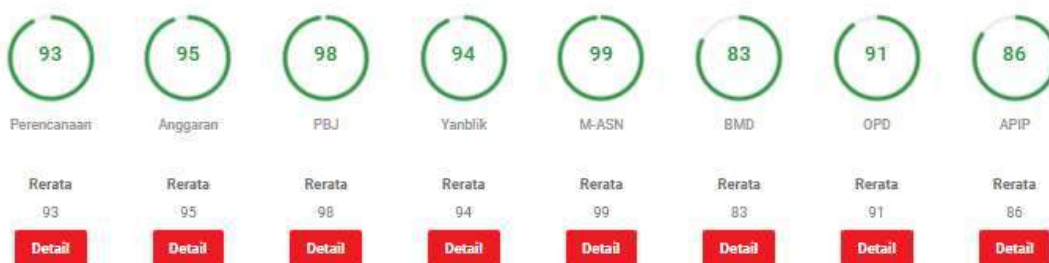 93 95 98 94 99 83 91 86
Perencanaan Anggaran PBJ Yanblik M-ASN BMD OPD APIP
Rerata Rerata Rerata Rerata Rerata Rerata Rerata Rerata
93 95 98 94 99 83 91 86
Detail Detail Detail Detail Detail Detail Detail Detail